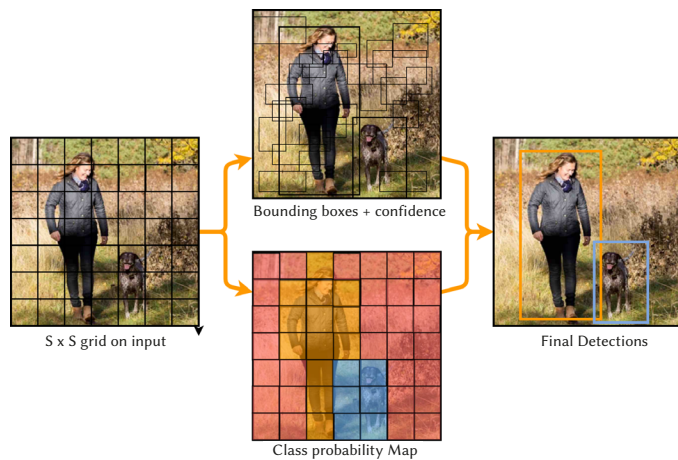 Bounding boxes + confidence
S x S grid on input
Final Detections
Class probability Map